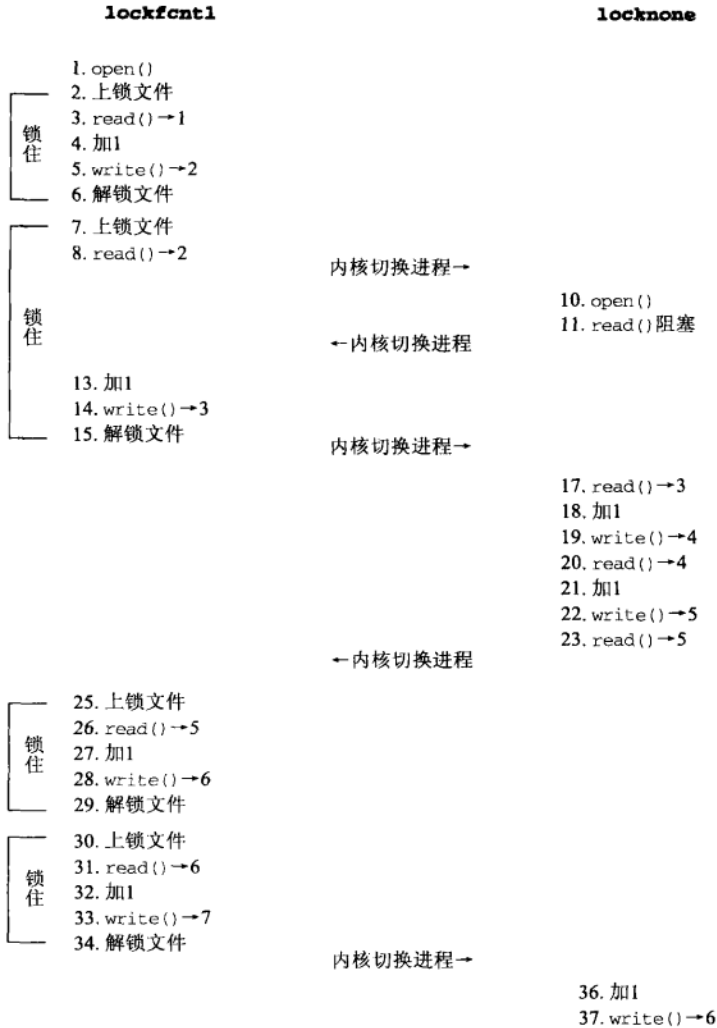 lockfcntl
locknone
1. open()
2. 上锁文件
3. read()→1
4. 加1
5. write()→2
6. 解锁文件
锁住
7. 上锁文件
8. read()→2
内核切换进程→
10. open()
11. read()阻塞
←内核切换进程
13. 加1
14. write()→3
15. 解锁文件
锁住
内核切换进程→
17. read()→3
18. 加1
19. write()→4
20. read()→4
21. 加1
22. write()→5
23. read()→5
←内核切换进程
25. 上锁文件
26. read()→5
27. 加1
28. write()→6
29. 解锁文件
锁住
30. 上锁文件
31. read()→6
32. 加1
33. write()→7
34. 解锁文件
锁住
内核切换进程→
36. 加1
37. write()→6